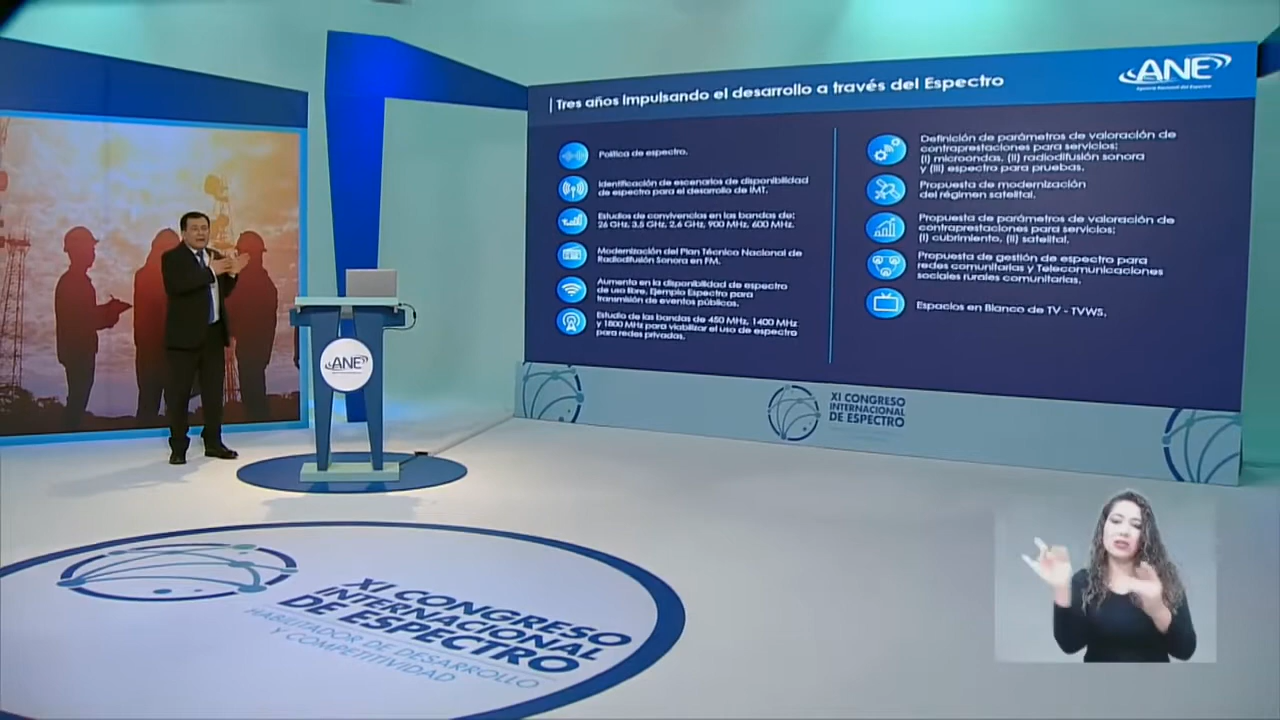 Tres años impulsando el desarrollo a través del Espectro
ANE
Agencia Nacional del Espectro
Política de espectro.
Identificación de escenarios de disponibilidad
de espectro para el desarrollo de IMT.
Estudios de convivencias en las bandas de:
26 GHz, 3.5 GHz, 2.6 GHz, 900 MHz, 600 MHz.
Modernización del Plan Técnico Nacional de
Radiodifusión Sonora en FM.
Aumento en la disponibilidad de espectro
de uso libre. Ejemplo Espectro para
transmisión de eventos públicos.
Estudio de las bandas de 450 MHz, 1400 MHz
y 1800 MHz para viabilizar el uso de espectro
para redes privadas.
Definición de parámetros de valoración de
contraprestaciones para servicios:
(I) microondas, (II) radiodifusión sonora
y (III) espectro para pruebas.
Propuesta de modernización
del régimen satelital.
Propuesta de parámetros de valoración de
contraprestaciones para servicios:
(I) cubrimiento, (II) satelital.
Propuesta de gestión de espectro para
redes comunitarias y Telecomunicaciones
sociales rurales comunitarias.
Espacios en Blanco de TV - TVWS.
XI CONGRESO
INTERNACIONAL
DE ESPECTRO
ANE
XI CONGRESO
INTERNACIONAL
DE ESPECTRO
HABILITADOR DE DESARROLLO
Y COMPETITIVIDAD